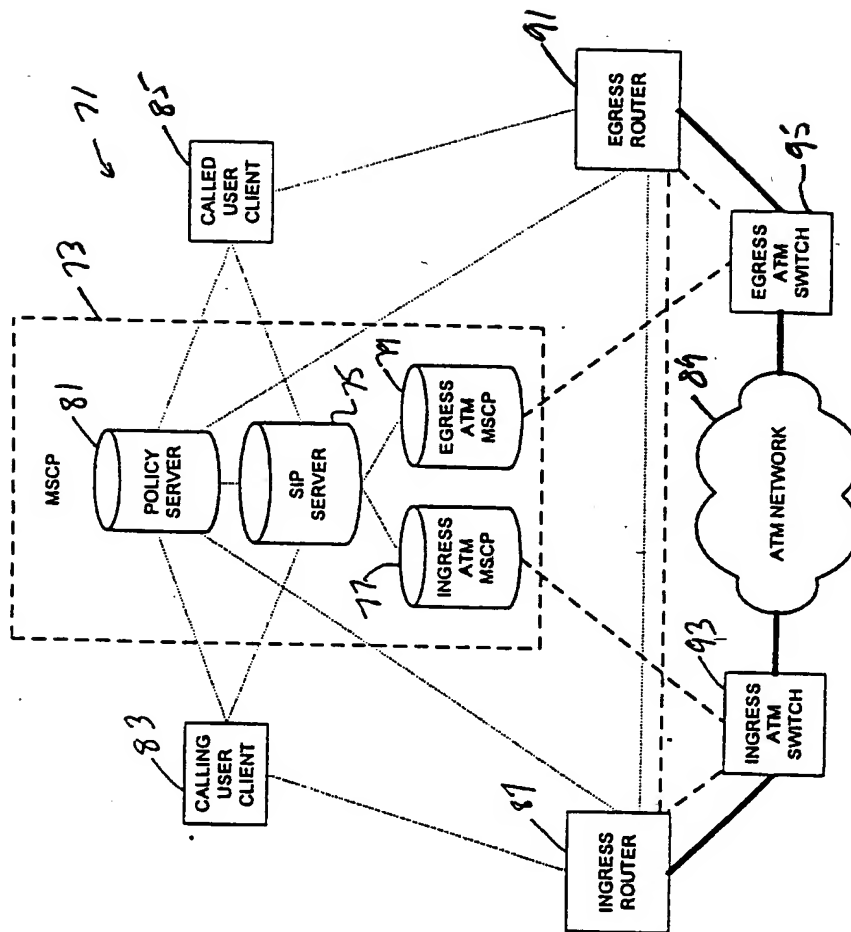 71
73
MSCP
81
POLICY
SERVER
75
SIP
SERVER
77
INGRESS
ATM
MSCP
79
EGRESS
ATM
MSCP
83
CALLING
USER
CLIENT
85
CALLED
USER
CLIENT
87
INGRESS
ROUTER
91
EGRESS
ROUTER
93
INGRESS
ATM
SWITCH
89
ATM NETWORK
95
EGRESS
ATM
SWITCH